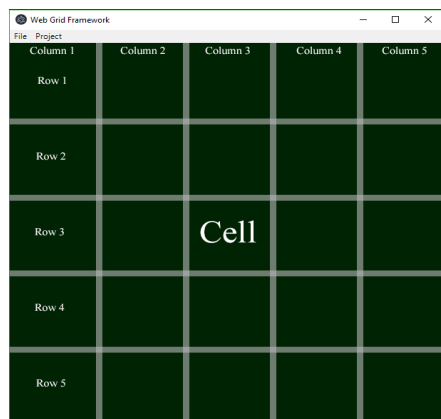 Web Grid Framework
File Project
Column 1 Column 2 Column 3 Column 4 Column 5
Row 1
Row 2
Row 3 Cell
Row 4
Row 5